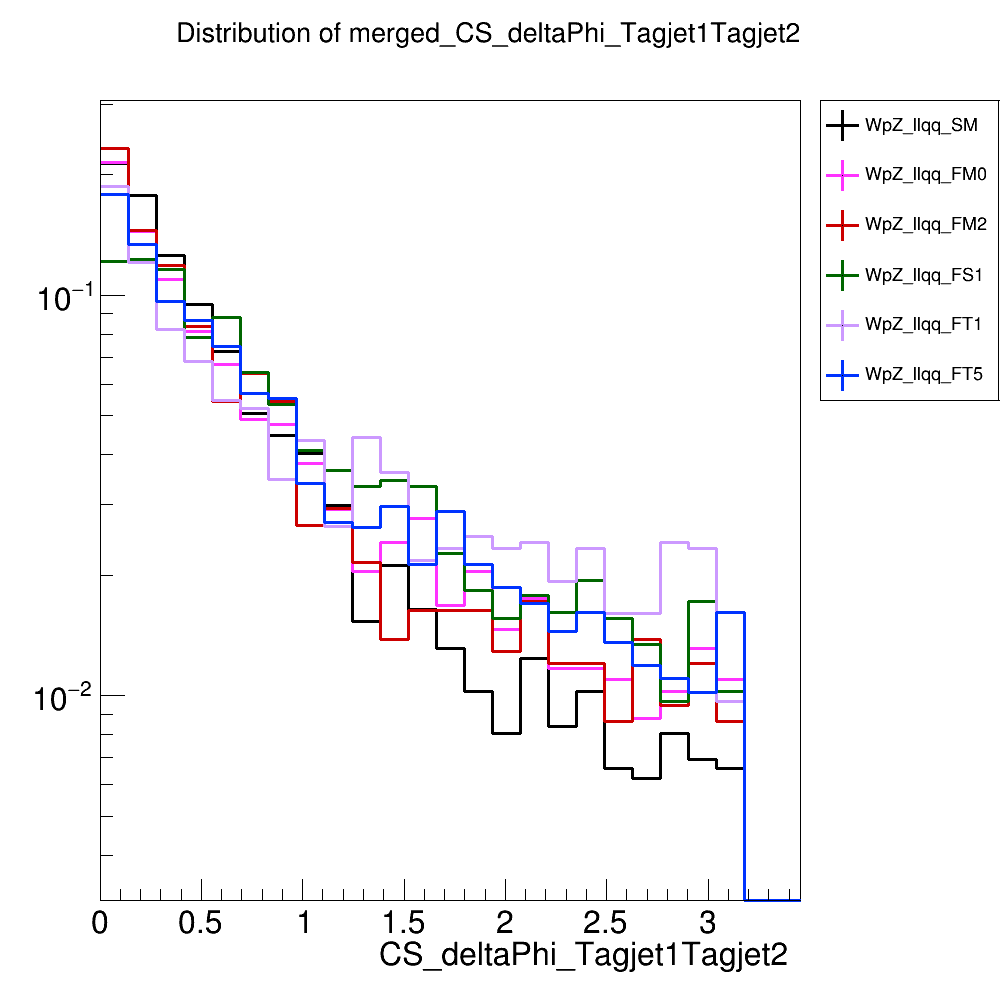 Distribution of merged_CS_deltaPhi_Tagjet1Tagjet2
WpZ_llqq_SM
WpZ_llqq_FM0
WpZ_llqq_FM2
WpZ_llqq_FS1
WpZ_llqq_FT1
WpZ_llqq_FT5
10⁻¹
10⁻²
0 0.5 1 1.5 2 2.5 3
CS_deltaPhi_Tagjet1Tagjet2